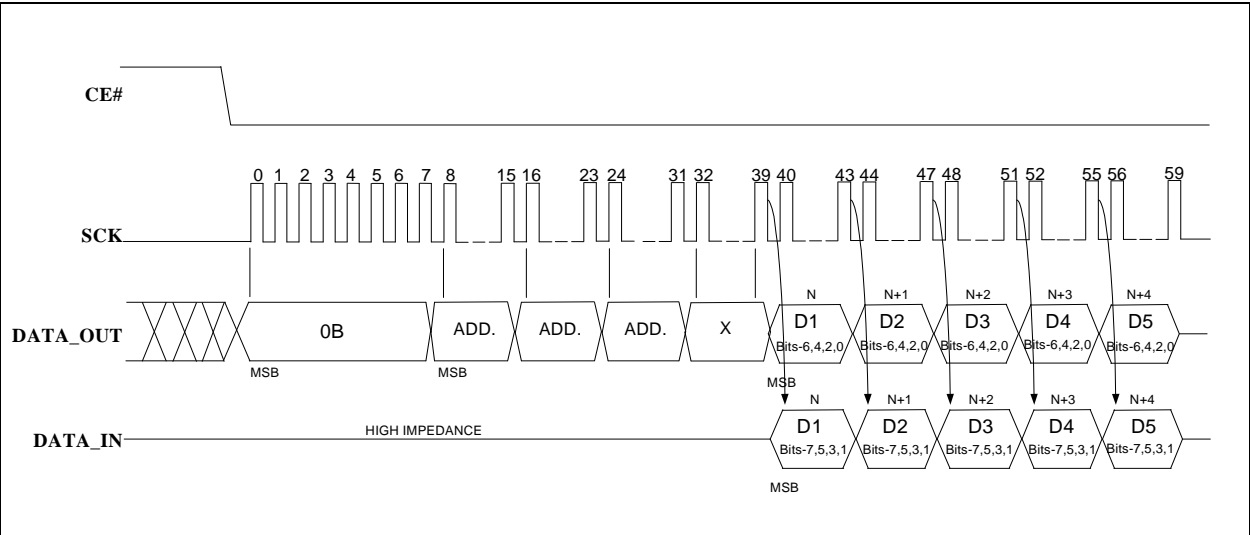 CE#
0 1 2 3 4 5 6 7 8 15 16 23 24 31 32 39 40 43 44 47 48 51 52 55 56 59
SCK
N N+1 N+2 N+3 N+4
DATA_OUT 0B ADD. ADD. ADD. X D1 D2 D3 D4 D5
Bits-6,4,2,0 Bits-6,4,2,0 Bits-6,4,2,0 Bits-6,4,2,0 Bits-6,4,2,0
MSB MSB MSB
N N+1 N+2 N+3 N+4
DATA_IN HIGH IMPEDANCE D1 D2 D3 D4 D5
Bits-7,5,3,1 Bits-7,5,3,1 Bits-7,5,3,1 Bits-7,5,3,1 Bits-7,5,3,1
MSB